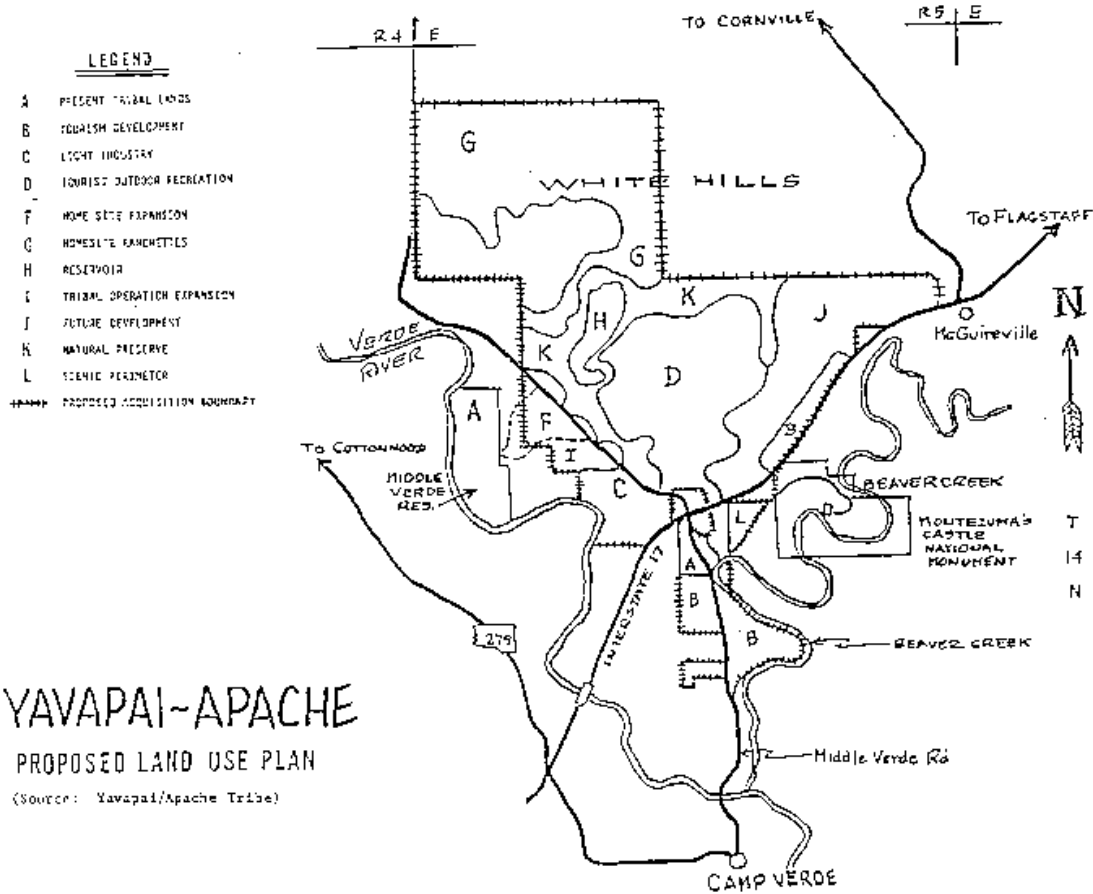 R4 E
TO CORNVILLE
R5 E
LEGEND
A PRESENT TRIBAL LANDS
B TOURISM DEVELOPMENT
C LIGHT INDUSTRY
D TOURIST OUTDOOR RECREATION
F HOME SITE EXPANSION
G HOMESITE RANCHETTES
H RESERVOIR
I TRIBAL OPERATION EXPANSION
J FUTURE DEVELOPMENT
K NATURAL PRESERVE
L SCENIC PERIMETER
PROPOSED ACQUISITION BOUNDARY
G
WHITE HILLS
TO FLAGSTAFF
G
K
J
H
N
McGuireville
VERDE
RIVER
K
D
A
F
B
TO COTTONWOOD
I
MIDDLE
VERDE
RES.
C
BEAVER CREEK
L
MONTEZUMA'S
CASTLE
NATIONAL
MONUMENT
T
14
N
INTERSTATE 17
A
B
B
BEAVER CREEK
279
YAVAPAI~APACHE
PROPOSED LAND USE PLAN
(Source: Yavapai/Apache Tribe)
Middle Verde Rd
CAMP VERDE